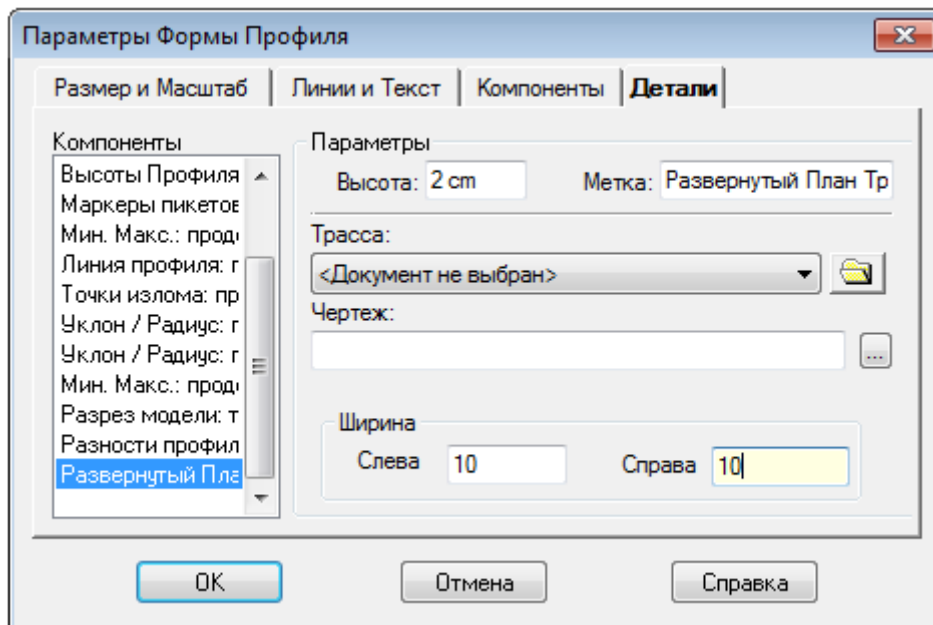 Параметры Формы Профиля
Размер и Масштаб Линии и Текст Компоненты Детали
Компоненты
Высоты Профиля
Маркеры пикетов
Мин. Макс.:
Линия профиля: г
Точки излома: пр
Уклон / Радиус: г
Уклон / Радиус: г
Мин. Макс.:
Разрез модели: т
Разности профил
Развернутый Пла
Параметры
Высота: 2 cm Метка: Развернутый План Тр
Трасса:
<Документ не выбран>
Чертеж:
...
Ширина
Слева 10 Справа 10
OK Отмена Справка